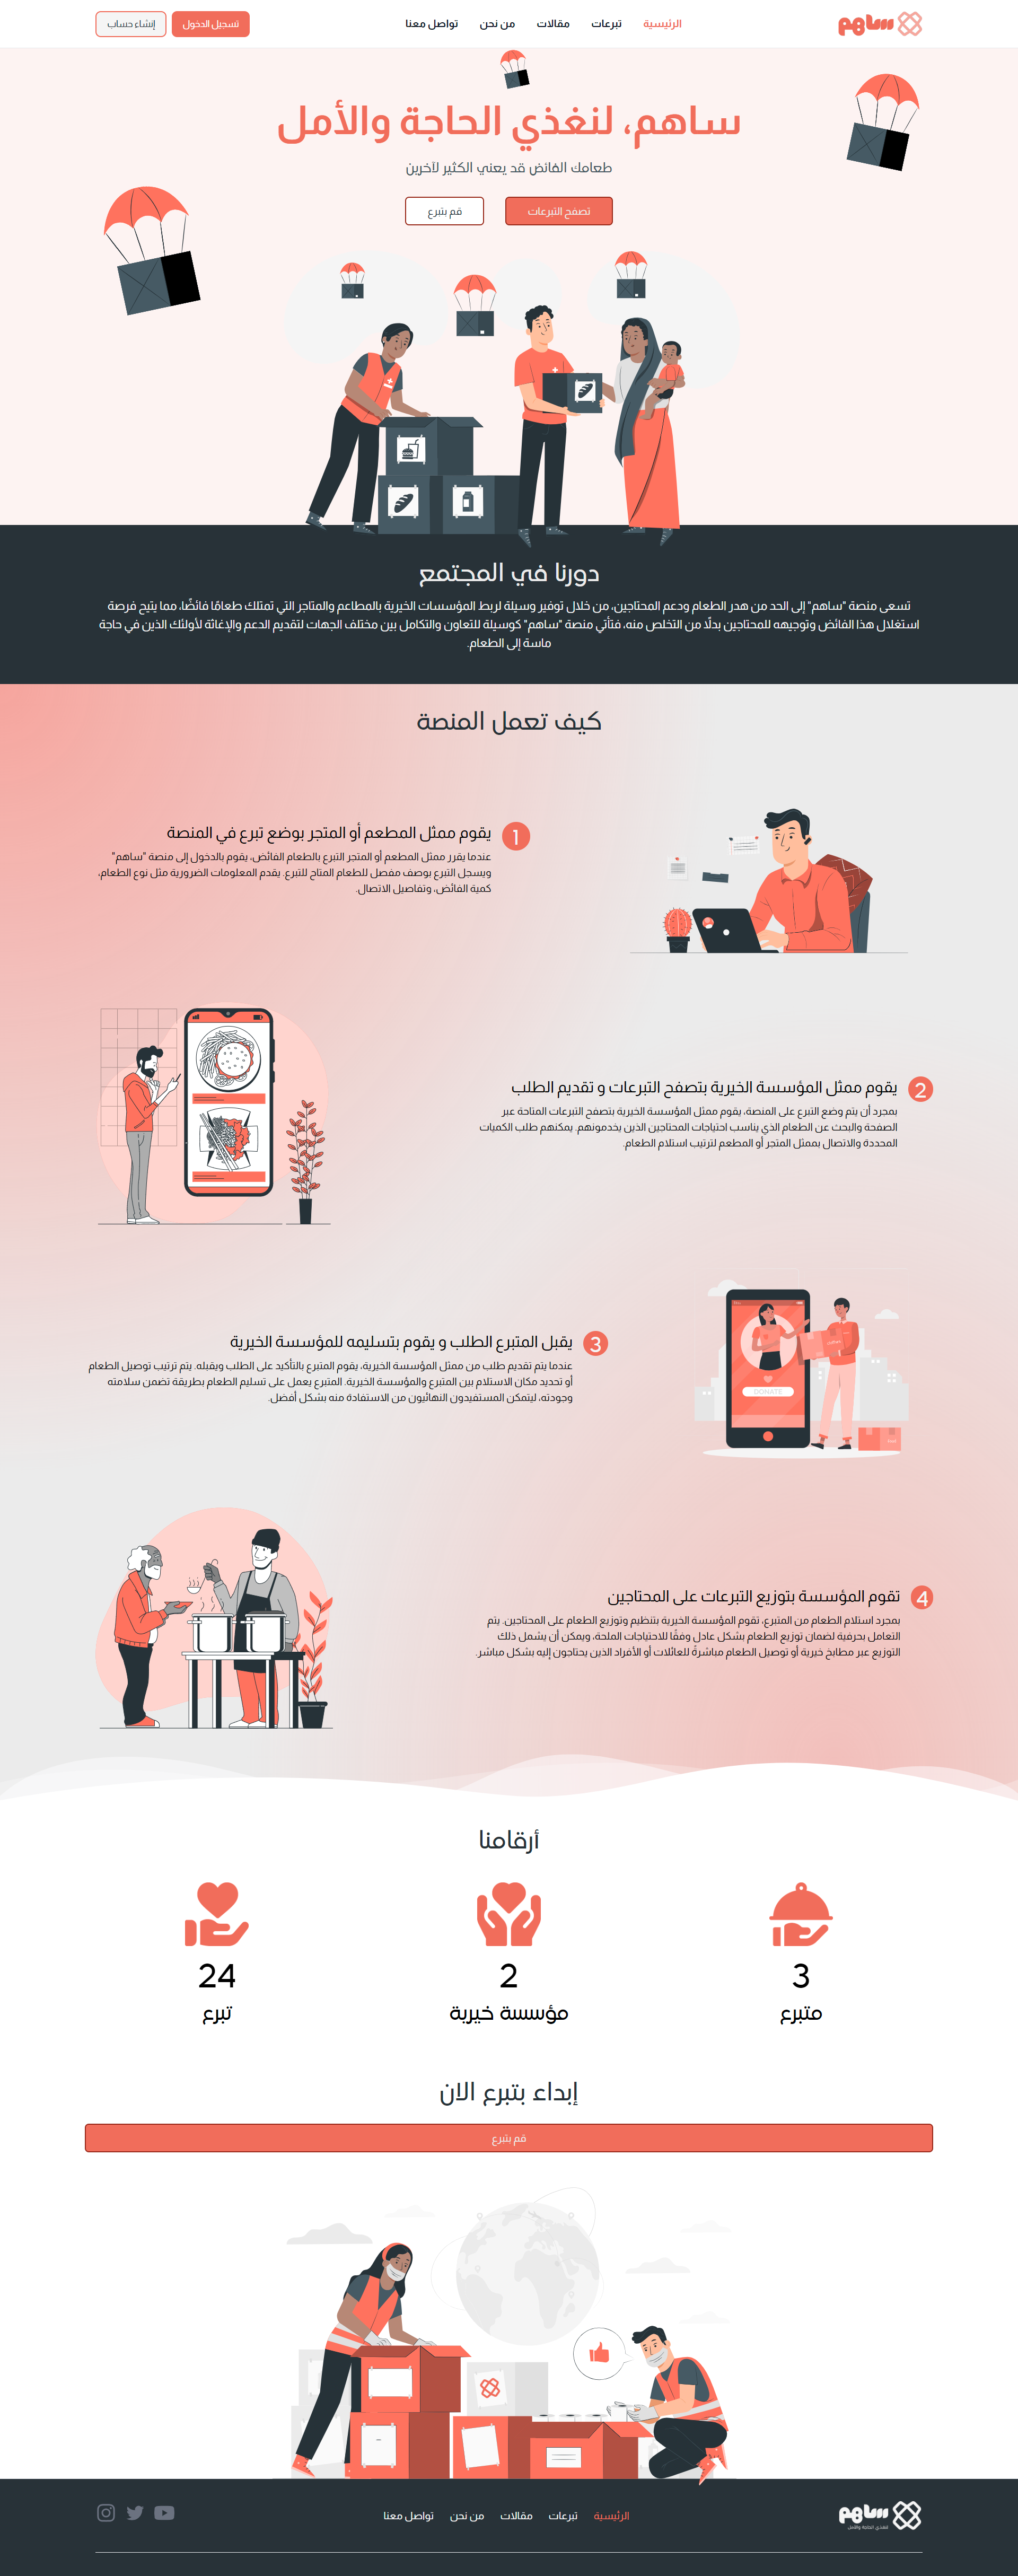 ساهم
الرئيسية
تبرعات
مقالات
من نحن
تواصل معنا
تسجيل الدخول
إنشاء حساب
ساهم، لنغذي الحاجة والأمل
طعامك الفائض قد يعني الكثير لآخرين
تصفح التبرعات
قم بتبرع
دورنا في المجتمع
تسعى منصة "ساهم" إلى الحد من هدر الطعام ودعم المحتاجين، من خلال توفير وسيلة لربط المؤسسات الخيرية بالمطاعم والمتاجر التي تمتلك طعامًا فائضًا، مما يتيح فرصة
استغلال هذا الفائض وتوجيهه للمحتاجين بدلًا من التخلص منه، فتأتي منصة "ساهم" كوسيلة للتعاون والتكامل بين مختلف الجهات لتقديم الدعم والإغاثة لأولئك الذين في حاجة
ماسة إلى الطعام.
كيف تعمل المنصة
1
يقوم ممثل المطعم أو المتجر بوضع تبرع في المنصة
عندما يقرر ممثل المطعم أو المتجر التبرع بالطعام الفائض، يقوم بالدخول إلى منصة "ساهم"
ويسجل التبرع بوصف مفصل للطعام المتاح للتبرع. يقدم المعلومات الضرورية مثل نوع الطعام،
كمية الفائض، وتفاصيل الاتصال.
2
يقوم ممثل المؤسسة الخيرية بتصفح التبرعات و تقديم الطلب
بمجرد أن يتم وضع التبرع على المنصة، يقوم ممثل المؤسسة الخيرية بتصفح التبرعات المتاحة عبر
الصفحة والبحث عن الطعام الذي يناسب احتياجات المحتاجين الذين يخدمونهم. يمكنهم طلب الكميات
المحددة والاتصال بممثل المتجر أو المطعم لترتيب استلام الطعام.
3
يقبل المتبرع الطلب و يقوم بتسليمه للمؤسسة الخيرية
عندما يتم تقديم طلب من ممثل المؤسسة الخيرية، يقوم المتبرع بالتأكيد على الطلب ويقبله. يتم ترتيب توصيل الطعام
أو تحديد مكان الاستلام بين المتبرع والمؤسسة الخيرية. المتبرع يعمل على تسليم الطعام بطريقة تضمن سلامته
وجودته، ليتمكن المستفيدون النهائيون من الاستفادة منه بشكل أفضل.
DONATE
4
تقوم المؤسسة بتوزيع التبرعات على المحتاجين
بمجرد استلام الطعام من المتبرع، تقوم المؤسسة الخيرية بتنظيم وتوزيع الطعام على المحتاجين. يتم
التعامل بحرفية لضمان توزيع الطعام بشكل عادل وفقًا للاحتياجات الملحة، ويمكن أن يشمل ذلك
التوزيع عبر مطابخ خيرية أو توصيل الطعام مباشرةً للعائلات أو الأفراد الذين يحتاجون إليه بشكل مباشر.
أرقامنا
3
متبرع
2
مؤسسة خيرية
24
تبرع
إبداء بتبرع الان
قم بتبرع
ساهم
لنغذي الحاجة والأمل
الرئيسية
تبرعات
مقالات
من نحن
تواصل معنا